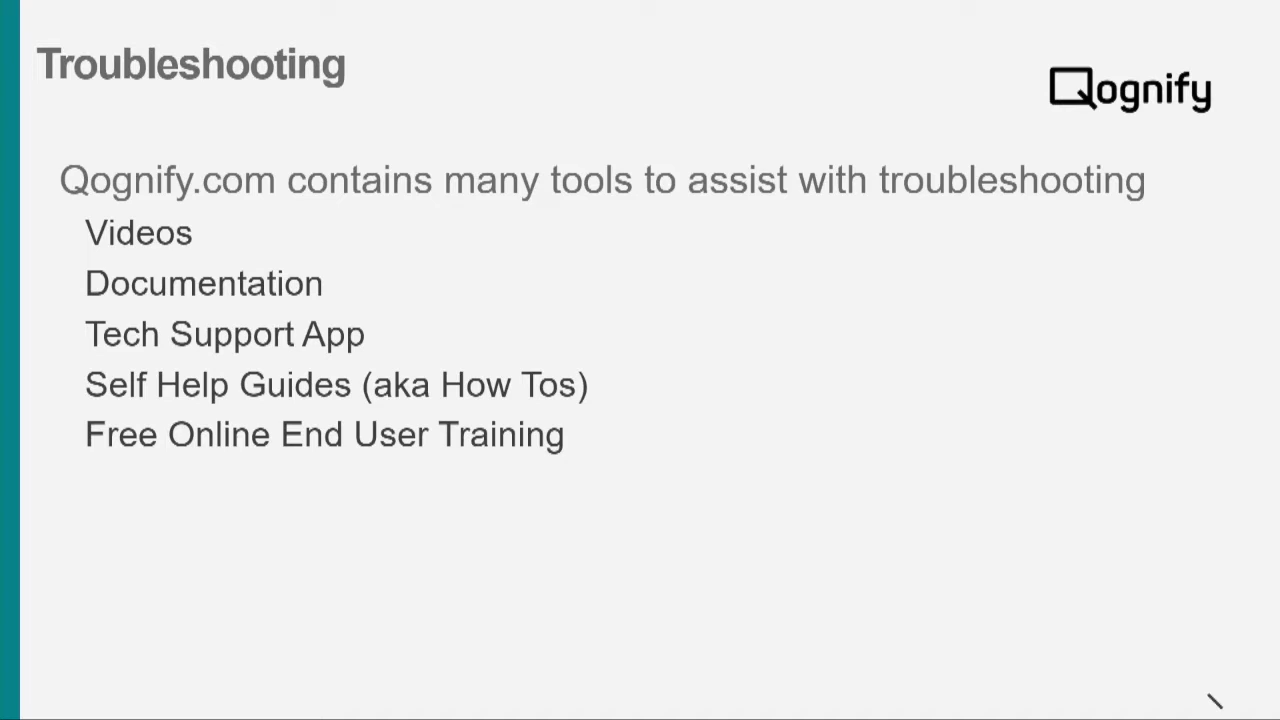 Troubleshooting
Qognify
Qognify.com contains many tools to assist with troubleshooting
Videos
Documentation
Tech Support App
Self Help Guides (aka How Tos)
Free Online End User Training